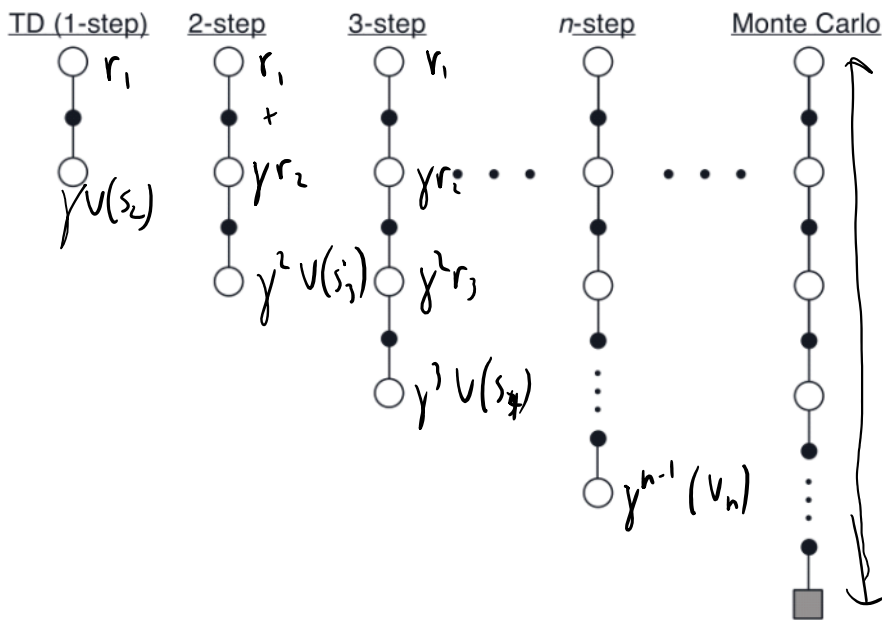 TD (1-step) 2-step 3-step n-step Monte Carlo
r₁ r₁ r₁
+
γr₂ γr₂
γV(s₂)
γ²V(s₃) γ²r₃
γ³V(s₄)
γⁿ⁻¹(Vₙ)